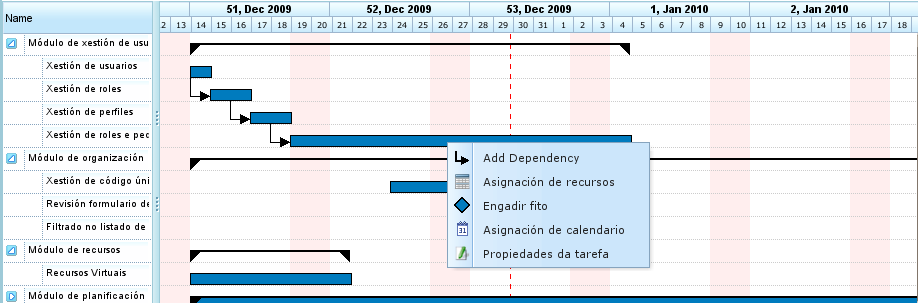 Name
51, Dec 2009 52, Dec 2009 53, Dec 2009 1, Jan 2010 2, Jan 2010
2 13 14 15 16 17 18 19 20 21 22 23 24 25 26 27 28 29 30 31 1 2 3 4 5 6 7 8 9 10 11 12 13 14 15 16 17 18
Módulo de xestión de usu
Xestión de usuarios
Xestión de roles
Xestión de perfiles
Xestión de roles e pec
Módulo de organización
Xestión de código úni
Revisión formulario de
Filtrado no listado de
Módulo de recursos
Recursos Virtuais
Módulo de planificación
Add Dependency
Asignación de recursos
Engadir fito
31
Asignación de calendario
Propiedades da tarefa